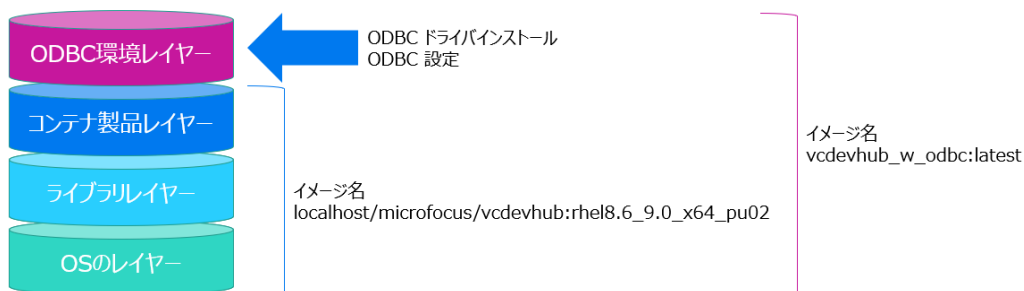 ODBC環境レイヤー
ODBC ドライバインストール
ODBC 設定
コンテナ製品レイヤー
ライブラリレイヤー
OSのレイヤー
イメージ名
localhost/microfocus/vcdevhub:rhel8.6_9.0_x64_pu02
イメージ名
vcdevhub_w_odbc:latest